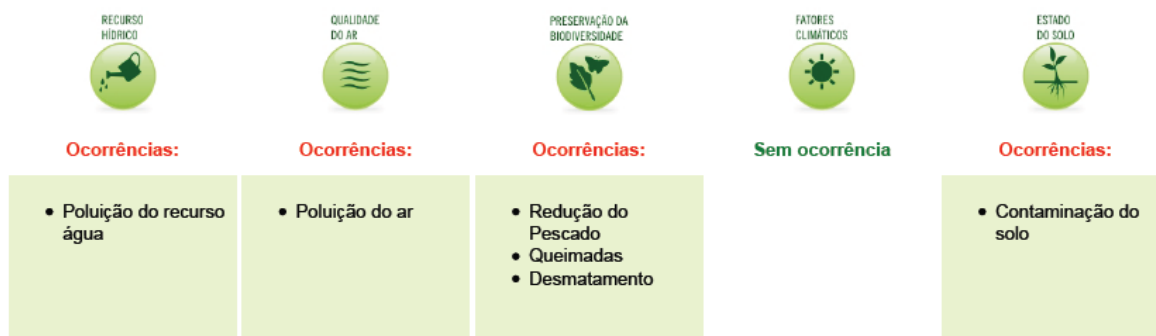 RECURSO
HÍDRICO
QUALIDADE
DO AR
PRESERVAÇÃO DA
BIODIVERSIDADE
FATORES
CLIMÁTICOS
ESTADO
DO SOLO
Ocorrências:
Ocorrências:
Ocorrências:
Sem ocorrência
Ocorrências:
• Poluição do recurso
água
• Poluição do ar
• Redução do
Pescado
• Queimadas
• Desmatamento
• Contaminação do
solo